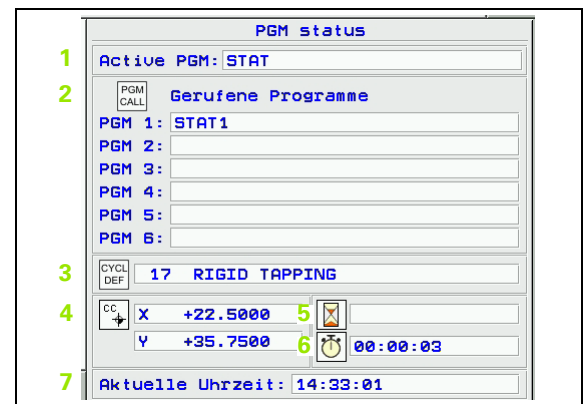 PGM status
1 Active PGM: STAT
2 PGM CALL Gerufene Programme
PGM 1: STAT1
PGM 2:
PGM 3:
PGM 4:
PGM 5:
PGM 6:
3 CYCL DEF 17 RIGID TAPPING
4 CC X +22.5000 5
Y +35.7500 6 00:00:03
7 Aktuelle Uhrzeit: 14:33:01